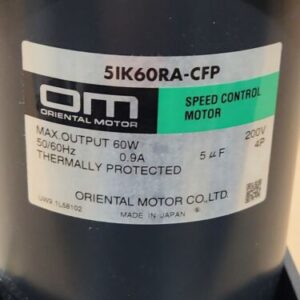 5IK60RA-CFP
OM
ORIENTAL MOTOR
SPEED CONTROL
MOTOR
MAX.OUTPUT 60W 200V
50/60Hz 0.9A 5μF 4P
THERMALLY PROTECTED
ORIENTAL MOTOR CO.,LTD.
MADE IN JAPAN